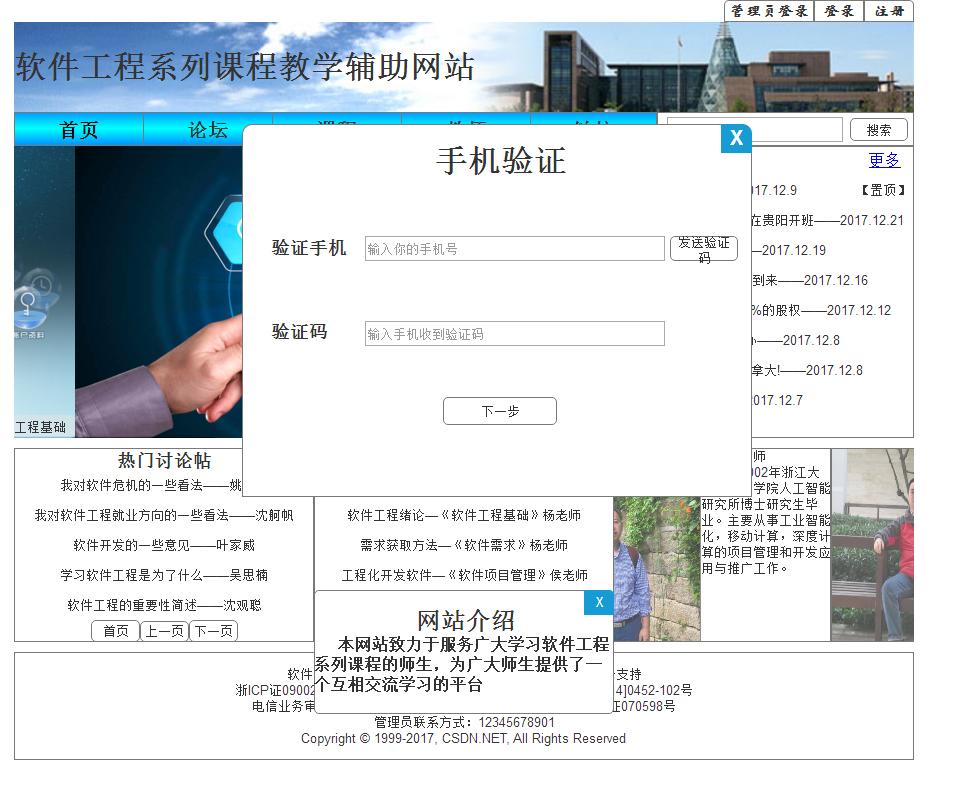 管理员登录 登录 注册
软件工程系列课程教学辅助网站
首页 论坛
搜索
X
手机验证
更多
17.12.9 【置顶】
在贵阳开班——2017.12.21
—2017.12.19
到来——2017.12.16
%的股权——2017.12.12
——2017.12.8
拿大!——2017.12.8
2017.12.7
验证手机 输入你的手机号 发送验证码
验证码 输入手机收到验证码
下一步
工程基础
热门讨论帖
我对软件危机的一些看法——姚
我对软件工程就业方向的一些看法——沈舸帆
软件开发的一些意见——叶家威
学习软件工程是为了什么——吴思楠
软件工程的重要性简述——沈观聪
首页 上一页 下一页
软件工程绪论—《软件工程基础》杨老师
需求获取方法—《软件需求》杨老师
工程化开发软件—《软件项目管理》侯老师
师
002年浙江大
学院人工智能
研究所博士研究生毕
业。主要从事工业智能
化，移动计算，深度计
算的项目管理和开发应
用与推广工作。
X
网站介绍
本网站致力于服务广大学习软件工程
系列课程的师生，为广大师生提供了一
个互相交流学习的平台
软件 支持
浙ICP证09002 4]0452-102号
电信业务审 证070598号
管理员联系方式：12345678901
Copyright © 1999-2017, CSDN.NET, All Rights Reserved